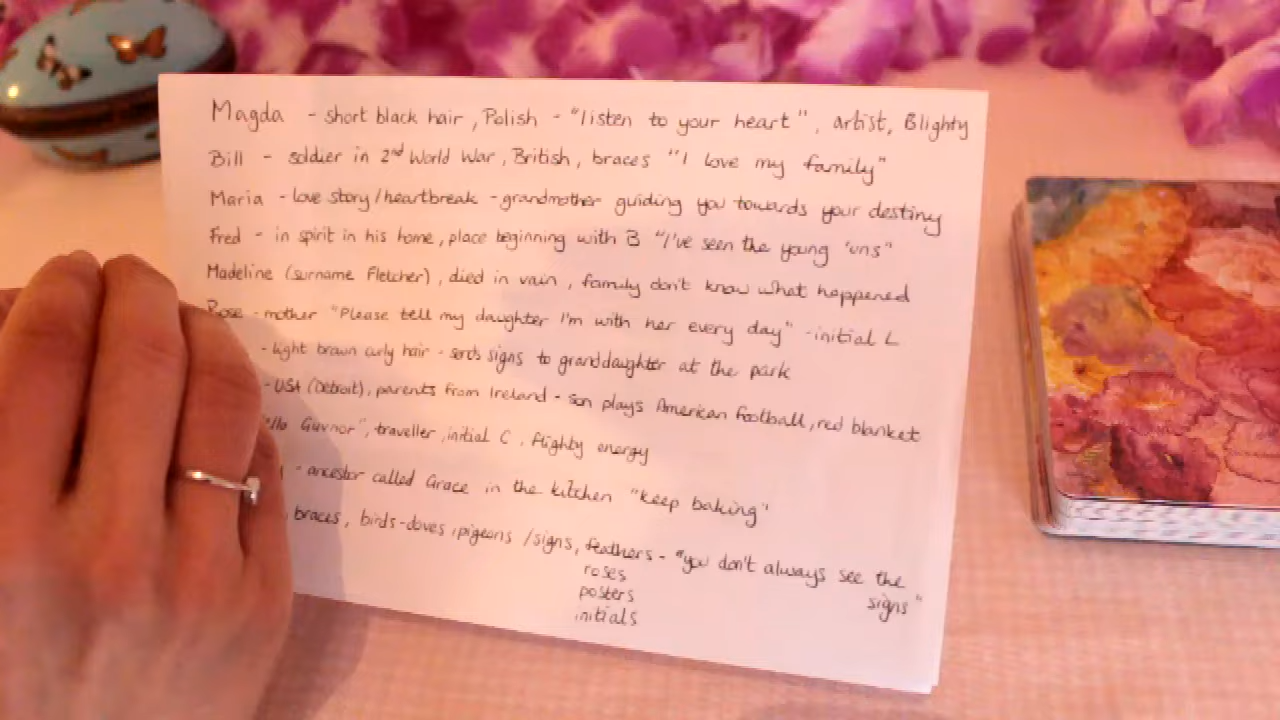 Magda - short black hair, Polish - "listen to your heart", artist, Blighty
Bill - soldier in 2nd World War, British, braces "I love my family"
Maria - love story/heartbreak - grandmother guiding you towards your destiny
Fred - in spirit in his home, place beginning with B "I've seen the young 'uns"
Madeline (surname Fletcher), died in vain, family don't know what happened
Rose - mother "Please tell my daughter I'm with her every day" - initial L
- light brown curly hair - sends signs to granddaughter at the park
- USA (Detroit), parents from Ireland - son plays American football, red blanket
Guvnor", traveller, initial C, flighty energy
- ancestor called Grace in the kitchen "keep baking"
, braces, birds-doves, pigeons /signs, feathers - "you don't always see the signs"
roses
posters
initials